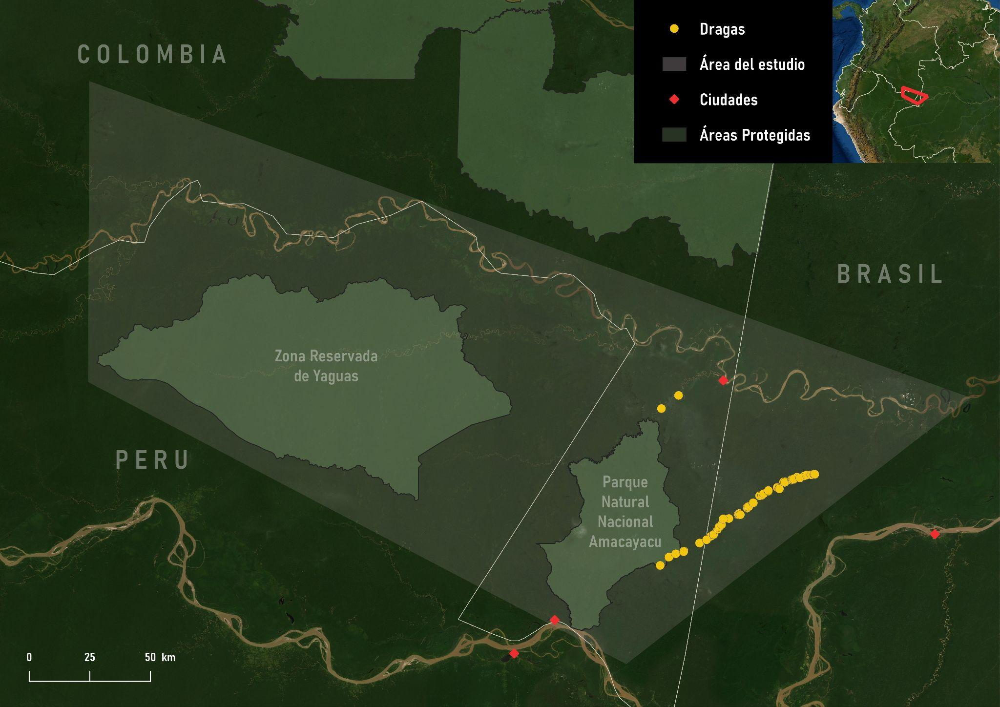 COLOMBIA
Dragas
Área del estudio
Ciudades
Áreas Protegidas
BRASIL
Zona Reservada
de Yaguas
PERU
Parque
Natural
Nacional
Amacayacu
0 25 50 km